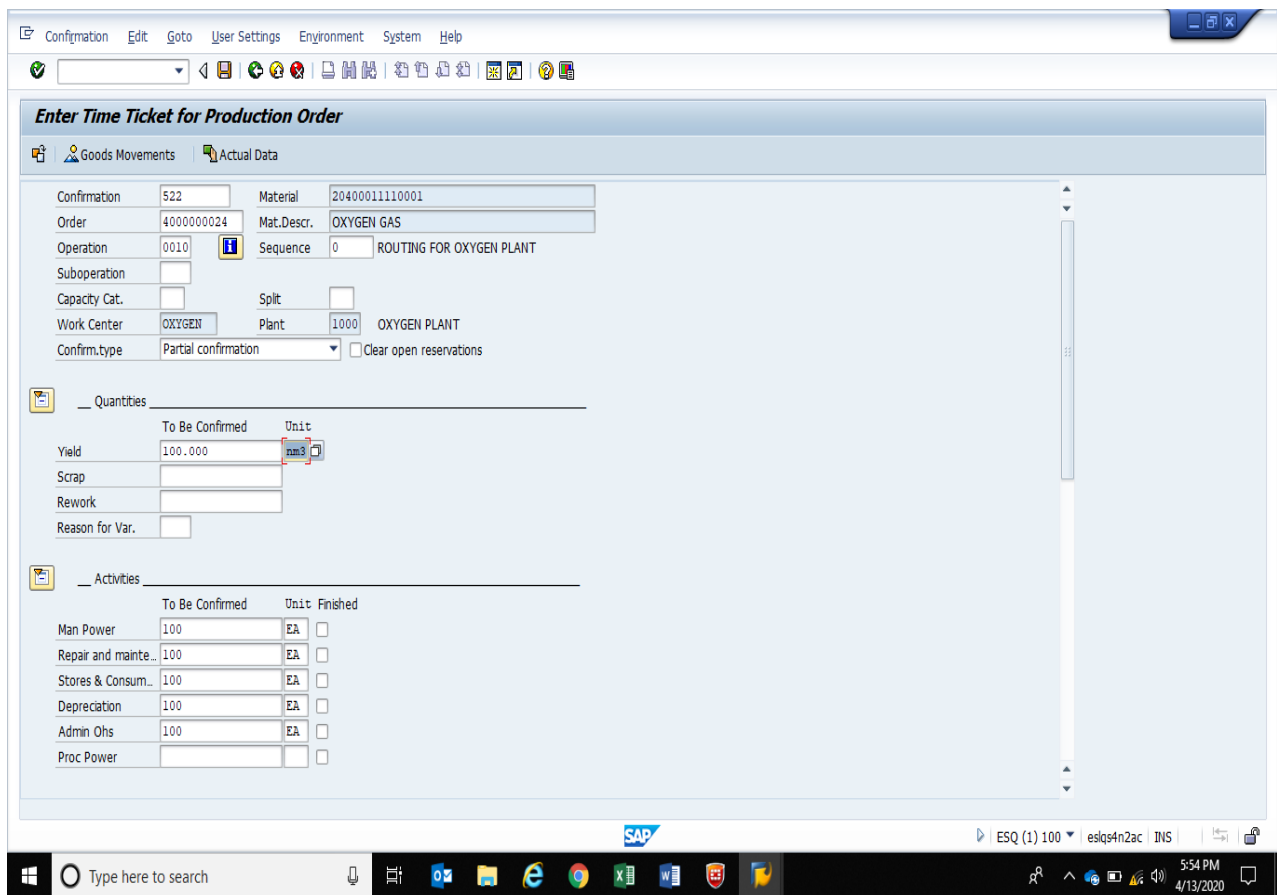 Confirmation Edit Goto User Settings Environment System Help
Enter Time Ticket for Production Order
Goods Movements Actual Data
Confirmation 522 Material 20400011110001
Order 4000000024 Mat.Descr. OXYGEN GAS
Operation 0010 Sequence 0 ROUTING FOR OXYGEN PLANT
Suboperation
Capacity Cat. Split
Work Center OXYGEN Plant 1000 OXYGEN PLANT
Confirm.type Partial confirmation Clear open reservations
Quantities
To Be Confirmed Unit
Yield 100.000 nm3
Scrap
Rework
Reason for Var.
Activities
To Be Confirmed Unit Finished
Man Power 100 EA
Repair and mainte... 100 EA
Stores & Consum... 100 EA
Depreciation 100 EA
Admin Ohs 100 EA
Proc Power
SAP ESQ (1) 100 eslqs4n2ac INS
Type here to search 5:54 PM
4/13/2020